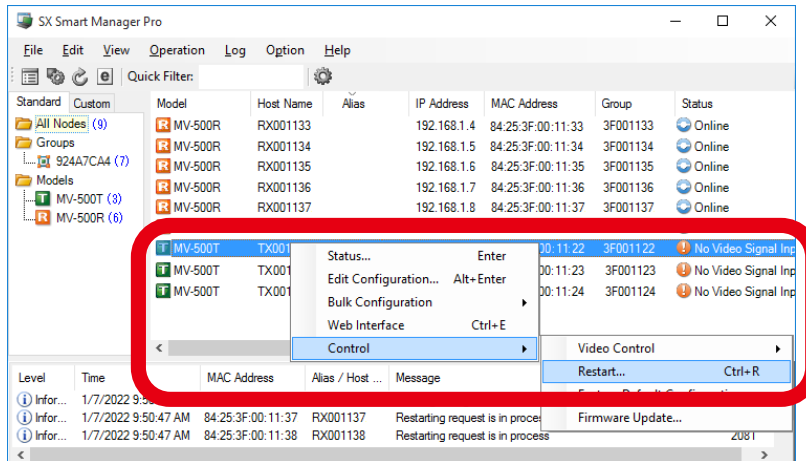 SX Smart Manager Pro
File Edit View Operation Log Option Help
Quick Filter:
Standard Custom Model Host Name Alias IP Address MAC Address Group Status
All Nodes (9) R MV-500R RX001133 192.168.1.4 84:25:3F:00:11:33 3F001133 Online
Groups R MV-500R RX001134 192.168.1.5 84:25:3F:00:11:34 3F001134 Online
924A7CA4 (7) R MV-500R RX001135 192.168.1.6 84:25:3F:00:11:35 3F001135 Online
Models R MV-500R RX001136 192.168.1.7 84:25:3F:00:11:36 3F001136 Online
T MV-500T (3) R MV-500R RX001137 192.168.1.8 84:25:3F:00:11:37 3F001137 Online
R MV-500R (6)
T MV-500T TX001 00:11:22 3F001122 No Video Signal Inp
T MV-500T TX001 00:11:23 3F001123 No Video Signal Inp
T MV-500T TX001 00:11:24 3F001124 No Video Signal Inp
Status... Enter
Edit Configuration... Alt+Enter
Bulk Configuration
Web Interface Ctrl+E
Control
Video Control
Restart... Ctrl+R
Firmware Update...
Level Time MAC Address Alias / Host ... Message
Infor... 1/7/2022 9:50
Infor... 1/7/2022 9:50:47 AM 84:25:3F:00:11:37 RX001137 Restarting request is in proces
Infor... 1/7/2022 9:50:47 AM 84:25:3F:00:11:38 RX001138 Restarting request is in process 2081